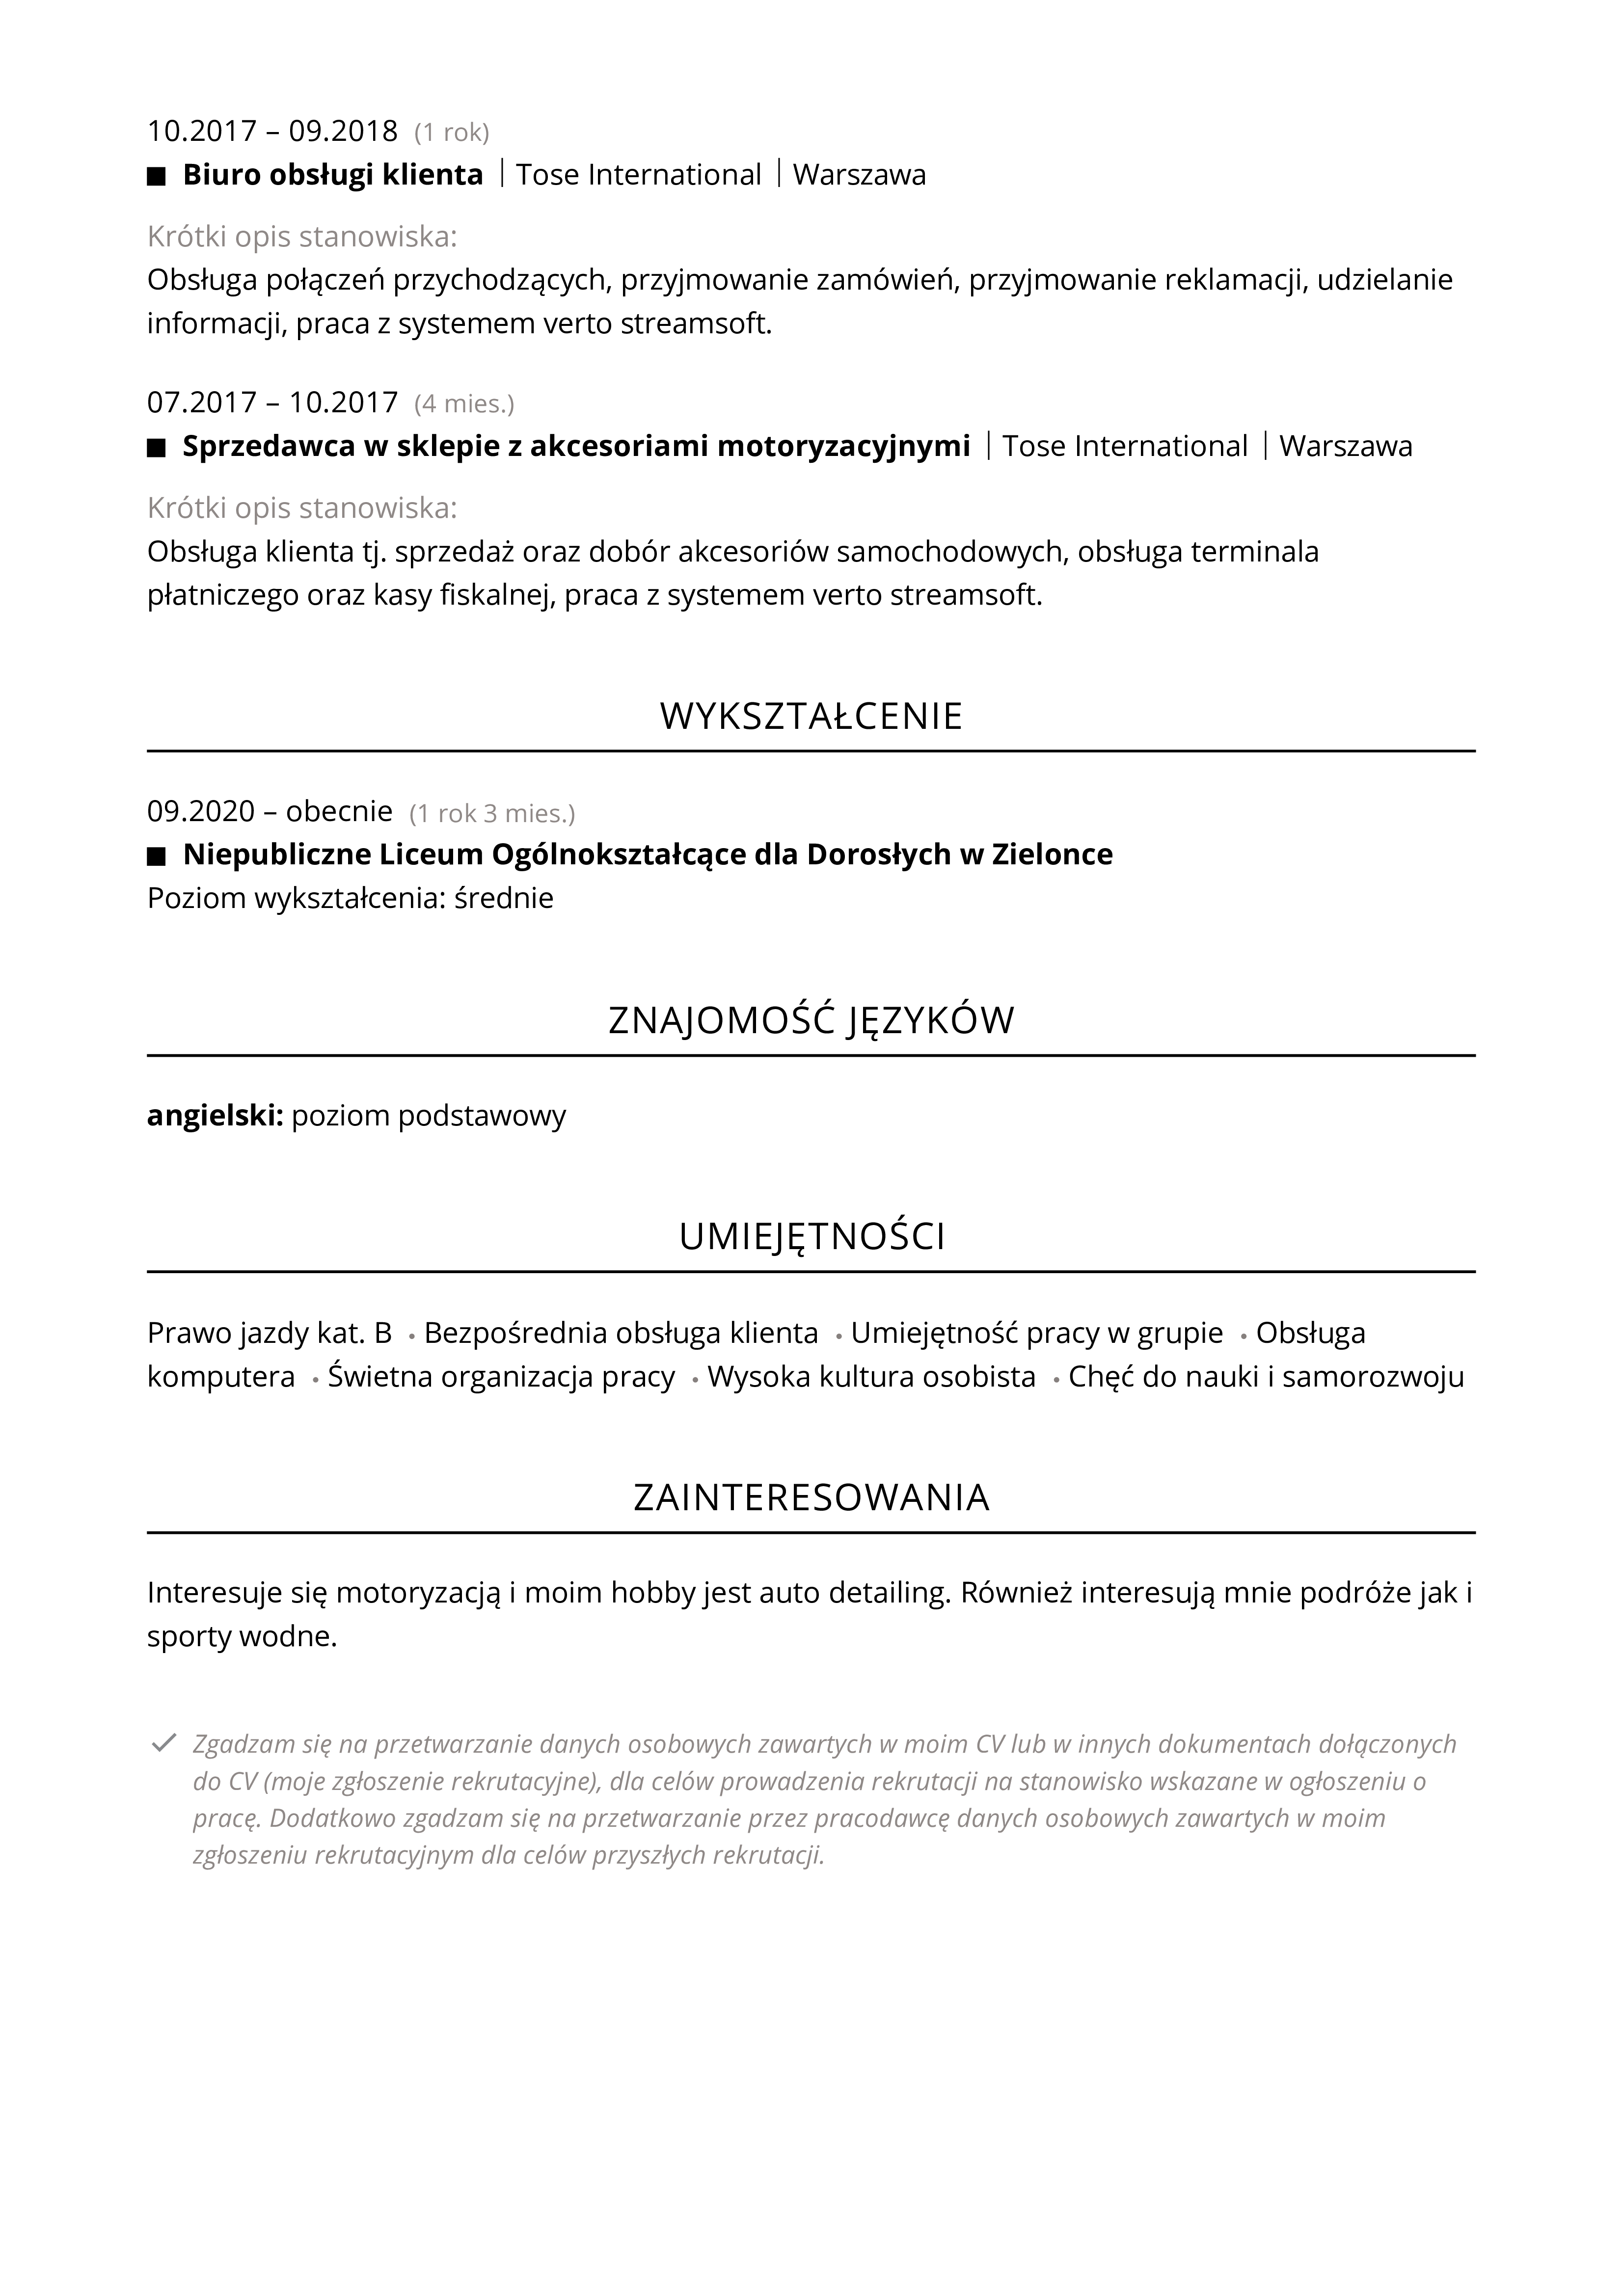 10.2017 – 09.2018 (1 rok)
■ Biuro obsługi klienta | Tose International | Warszawa
Krótki opis stanowiska:
Obsługa połączeń przychodzących, przyjmowanie zamówień, przyjmowanie reklamacji, udzielanie
informacji, praca z systemem verto streamsoft.
07.2017 – 10.2017 (4 mies.)
■ Sprzedawca w sklepie z akcesoriami motoryzacyjnymi | Tose International | Warszawa
Krótki opis stanowiska:
Obsługa klienta tj. sprzedaż oraz dobór akcesoriów samochodowych, obsługa terminala
płatniczego oraz kasy fiskalnej, praca z systemem verto streamsoft.
WYKSZTAŁCENIE
09.2020 – obecnie (1 rok 3 mies.)
■ Niepubliczne Liceum Ogólnokształcące dla Dorosłych w Zielonce
Poziom wykształcenia: średnie
ZNAJOMOŚĆ JĘZYKÓW
angielski: poziom podstawowy
UMIEJĘTNOŚCI
Prawo jazdy kat. B • Bezpośrednia obsługa klienta • Umiejętność pracy w grupie • Obsługa
komputera • Świetna organizacja pracy • Wysoka kultura osobista • Chęć do nauki i samorozwoju
ZAINTERESOWANIA
Interesuje się motoryzacją i moim hobby jest auto detailing. Również interesują mnie podróże jak i
sporty wodne.
✓ Zgadzam się na przetwarzanie danych osobowych zawartych w moim CV lub w innych dokumentach dołączonych
do CV (moje zgłoszenie rekrutacyjne), dla celów prowadzenia rekrutacji na stanowisko wskazane w ogłoszeniu o
pracę. Dodatkowo zgadzam się na przetwarzanie przez pracodawcę danych osobowych zawartych w moim
zgłoszeniu rekrutacyjnym dla celów przyszłych rekrutacji.